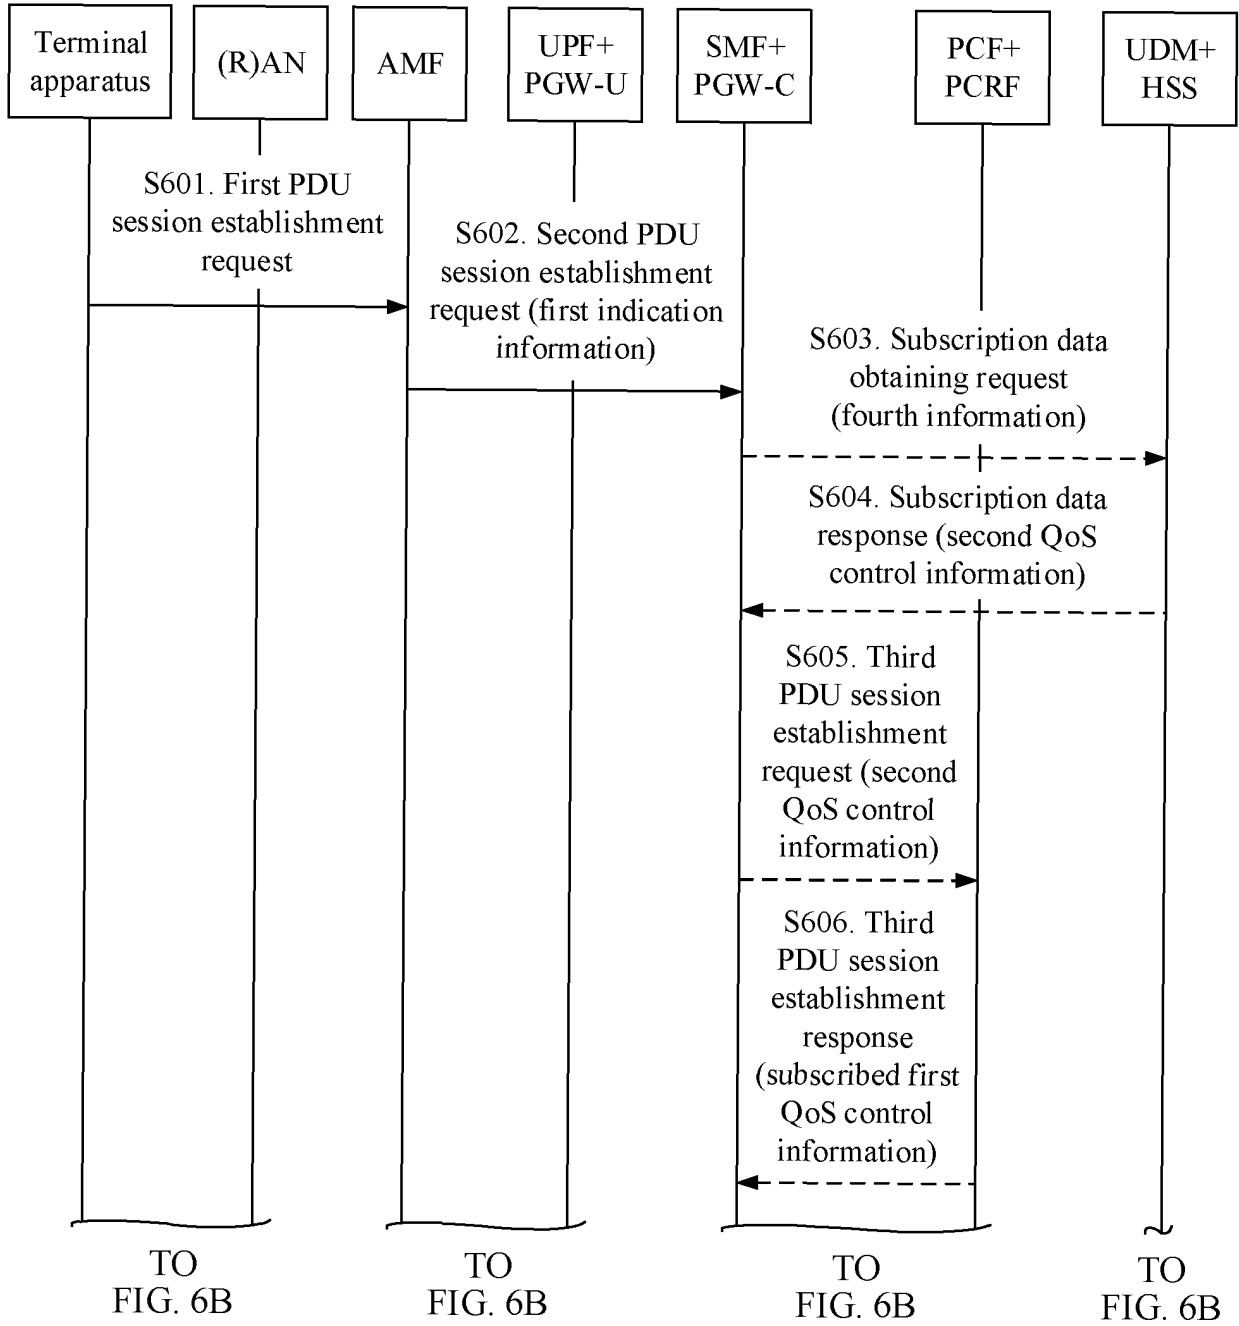 Terminal
apparatus
(R)AN
AMF
UPF+
PGW-U
SMF+
PGW-C
PCF+
PCRF
UDM+
HSS
S601. First PDU
session establishment
request
S602. Second PDU
session establishment
request (first indication
information)
S603. Subscription data
obtaining request
(fourth information)
S604. Subscription data
response (second QoS
control information)
S605. Third
PDU session
establishment
request (second
QoS control
information)
S606. Third
PDU session
establishment
response
(subscribed first
QoS control
information)
TO
FIG. 6B
TO
FIG. 6B
TO
FIG. 6B
TO
FIG. 6B